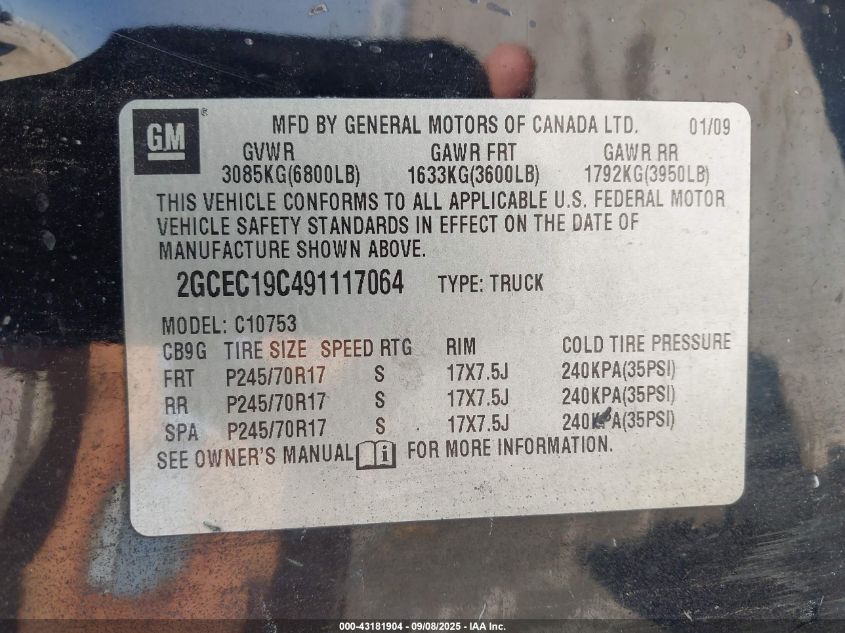 GM ®
MFD BY GENERAL MOTORS OF CANADA LTD. 01/09
GVWR GAWR FRT GAWR RR
3085KG(6800LB) 1633KG(3600LB) 1792KG(3950LB)
THIS VEHICLE CONFORMS TO ALL APPLICABLE U.S. FEDERAL MOTOR
VEHICLE SAFETY STANDARDS IN EFFECT ON THE DATE OF
MANUFACTURE SHOWN ABOVE.
2GCEC19C491117064 TYPE: TRUCK
MODEL: C10753
CB9G TIRE SIZE SPEED RTG RIM COLD TIRE PRESSURE
FRT P245/70R17 S 17X7.5J 240KPA(35PSI)
RR P245/70R17 S 17X7.5J 240KPA(35PSI)
SPA P245/70R17 S 17X7.5J 240KPA(35PSI)
SEE OWNER'S MANUAL i FOR MORE INFORMATION.
000-43181904 - 09/08/2025 - IAA Inc.